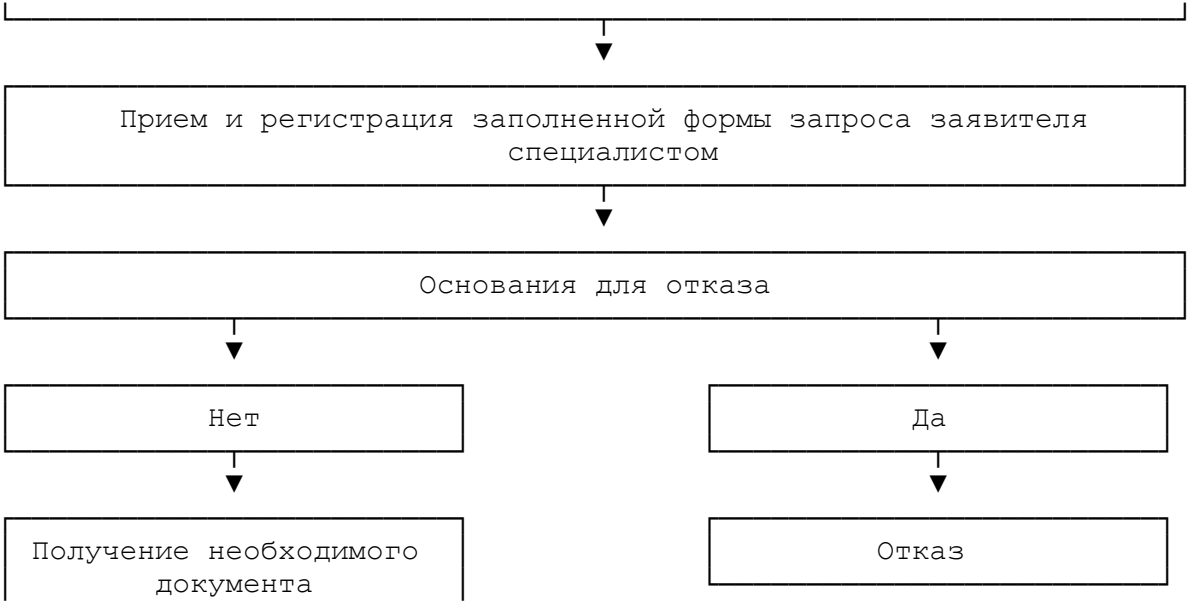 Прием и регистрация заполненной формы запроса заявителя
специалистом
Основания для отказа
Нет
Да
Получение необходимого
документа
Отказ